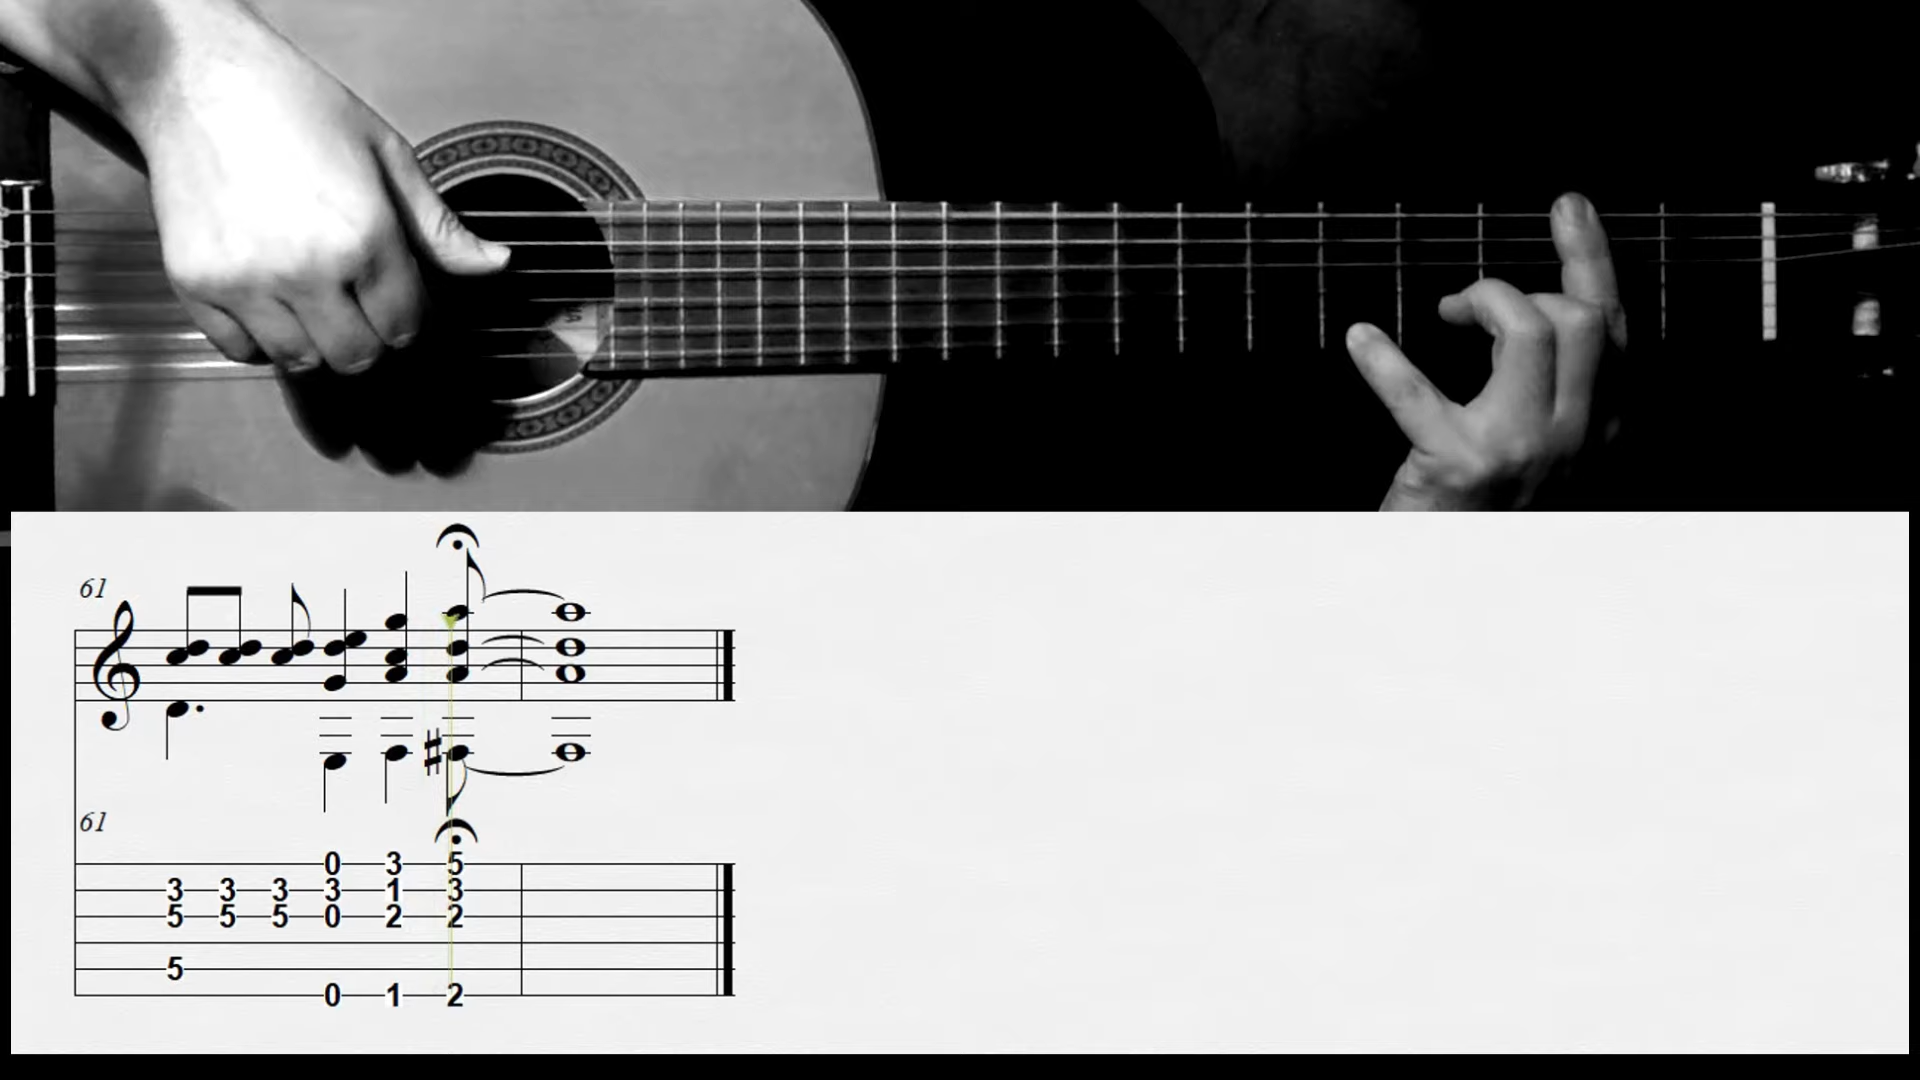 61
61
0 3 5
3 3 3 3 1 3
5 5 5 0 2 2
5
0 1 2